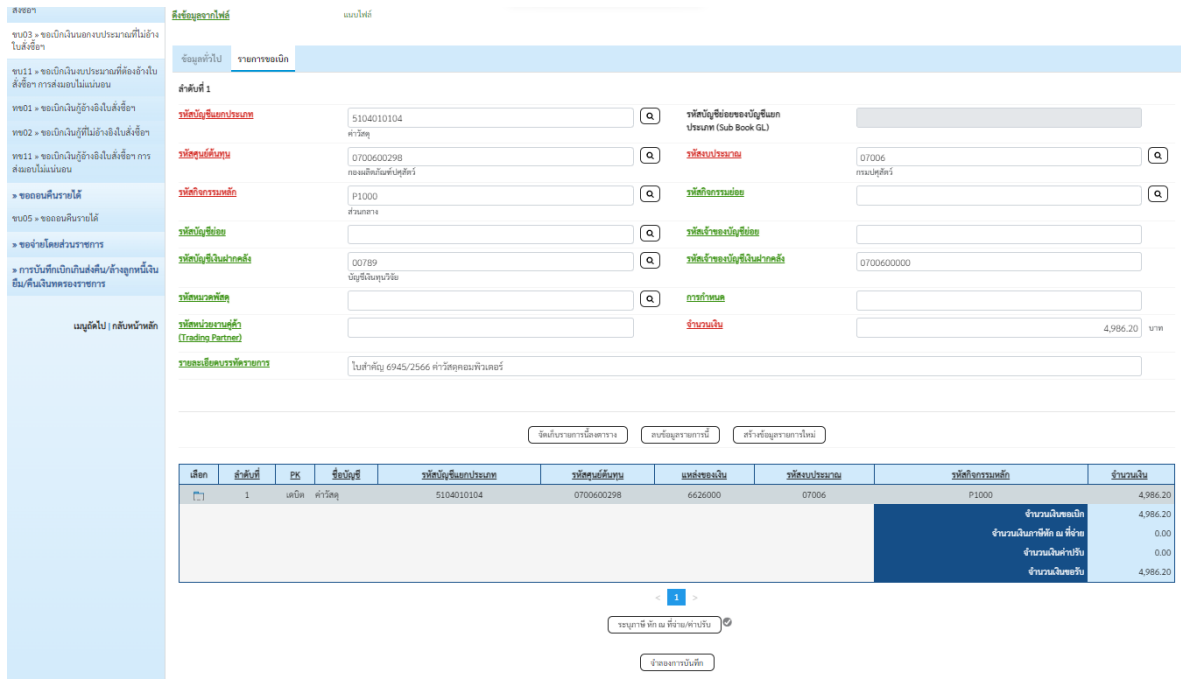 สั่งซื้อฯ
ขบ03 » ขอเบิกเงินนอกงบประมาณที่ไม่อ้าง
ใบสั่งซื้อฯ
ขบ11 » ขอเบิกเงินงบประมาณที่ต้องอ้างใบ
สั่งซื้อฯ การส่งมอบไม่แน่นอน
ทข01 » ขอเบิกเงินกู้อ้างอิงใบสั่งซื้อฯ
ทข02 » ขอเบิกเงินกู้ที่ไม่อ้างอิงใบสั่งซื้อฯ
ทข11 » ขอเบิกเงินกู้อ้างอิงใบสั่งซื้อฯ การ
ส่งมอบไม่แน่นอน
» ขอถอนคืนรายได้
ขบ05 » ขอถอนคืนรายได้
» ขอจ่ายโดยส่วนราชการ
» การบันทึกเบิกเกินส่งคืน/ล้างลูกหนี้เงิน
ยืม/คืนเงินทดรองราชการ
เมนูถัดไป | กลับหน้าหลัก
ดึงข้อมูลจากไฟล์ แนบไฟล์
ข้อมูลทั่วไป รายการขอเบิก
ลำดับที่ 1
รหัสบัญชีแยกประเภท 5104010104 รหัสบัญชีย่อยของบัญชีแยก
ค่าวัสดุ ประเภท (Sub Book GL)
รหัสศูนย์ต้นทุน 0700600298 รหัสงบประมาณ 07006
กองผลิตภัณฑ์ปศุสัตว์ กรมปศุสัตว์
รหัสกิจกรรมหลัก P1000 รหัสกิจกรรมย่อย
ส่วนกลาง
รหัสบัญชีย่อย รหัสเจ้าของบัญชีย่อย
รหัสบัญชีเงินฝากคลัง 00789 รหัสเจ้าของบัญชีเงินฝากคลัง 0700600000
บัญชีเงินทุนวิจัย
รหัสหมวดพัสดุ การกำหนด
รหัสหน่วยงานคู่ค้า จำนวนเงิน 4,986.20 บาท
(Trading Partner)
รายละเอียดบรรทัดรายการ ใบสำคัญ 6945/2566 ค่าวัสดุคอมพิวเตอร์
จัดเก็บรายการนี้ลงตาราง ลบข้อมูลรายการนี้ สร้างข้อมูลรายการใหม่
เลือก ลำดับที่ PK ชื่อบัญชี รหัสบัญชีแยกประเภท รหัสศูนย์ต้นทุน แหล่งของเงิน รหัสงบประมาณ รหัสกิจกรรมหลัก จำนวนเงิน
1 เดบิต ค่าวัสดุ 5104010104 0700600298 6626000 07006 P1000 4,986.20
จำนวนเงินขอเบิก 4,986.20
จำนวนเงินภาษีหัก ณ ที่จ่าย 0.00
จำนวนเงินค่าปรับ 0.00
จำนวนเงินขอรับ 4,986.20
< 1 >
ระบุภาษี หัก ณ ที่จ่าย/ค่าปรับ
จำลองการบันทึก